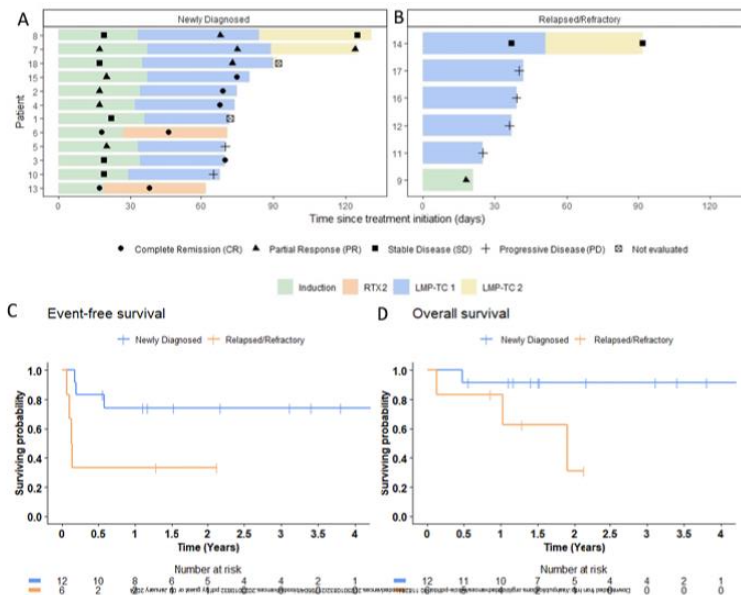 A
Newly Diagnosed
Patient
8
7
18
15
2
4
1
6
5
3
10
13
0 30 60 90 120
B
Relapsed/Refractory
14
17
16
12
11
9
0 30 60 90 120
Time since treatment initiation (days)
Complete Remission (CR) Partial Response (PR) Stable Disease (SD) Progressive Disease (PD) Not evaluated
Induction RTX2 LMP-TC 1 LMP-TC 2
C
Event-free survival
Newly Diagnosed Relapsed/Refractory
Surviving probability
1.0
0.8
0.6
0.4
0.2
0.0
0 0.5 1 1.5 2 2.5 3 3.5 4
Time (Years)
Number at risk
12 10 8 6 5 4 4 2 1
6 2 2
D
Overall survival
Newly Diagnosed Relapsed/Refractory
Surviving probability
1.0
0.8
0.6
0.4
0.2
0.0
0 0.5 1 1.5 2 2.5 3 3.5 4
Time (Years)
Number at risk
12 11 10 7 5 4 4 2 1